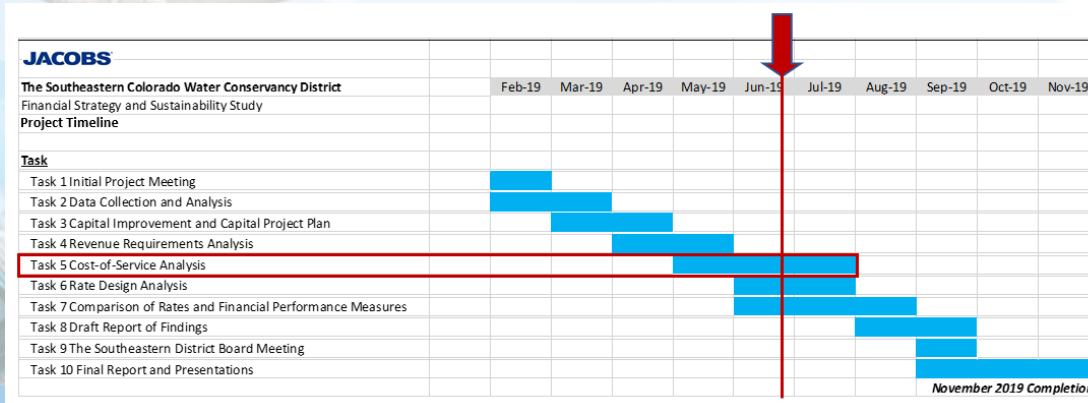 JACOBS
The Southeastern Colorado Water Conservancy District Feb-19 Mar-19 Apr-19 May-19 Jun-19 Jul-19 Aug-19 Sep-19 Oct-19 Nov-19
Financial Strategy and Sustainability Study
Project Timeline
Task
Task 1 Initial Project Meeting
Task 2 Data Collection and Analysis
Task 3 Capital Improvement and Capital Project Plan
Task 4 Revenue Requirements Analysis
Task 5 Cost-of-Service Analysis
Task 6 Rate Design Analysis
Task 7 Comparison of Rates and Financial Performance Measures
Task 8 Draft Report of Findings
Task 9 The Southeastern District Board Meeting
Task 10 Final Report and Presentations
November 2019 Completion